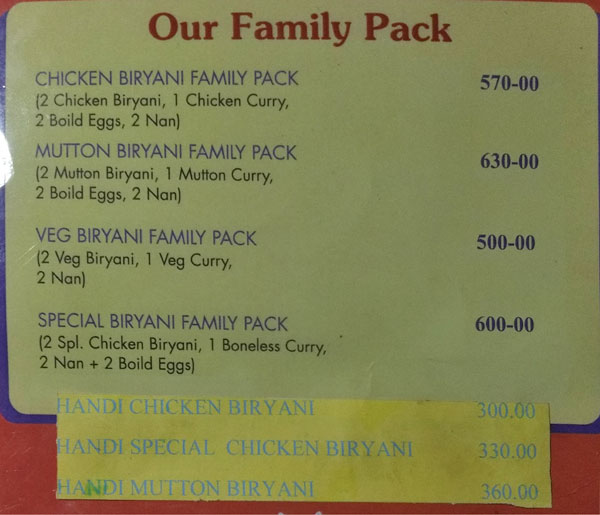 Our Family Pack
CHICKEN BIRYANI FAMILY PACK 570-00
(2 Chicken Biryani, 1 Chicken Curry,
2 Boild Eggs, 2 Nan)
MUTTON BIRYANI FAMILY PACK 630-00
(2 Mutton Biryani, 1 Mutton Curry,
2 Boild Eggs, 2 Nan)
VEG BIRYANI FAMILY PACK 500-00
(2 Veg Biryani, 1 Veg Curry,
2 Nan)
SPECIAL BIRYANI FAMILY PACK 600-00
(2 Spl. Chicken Biryani, 1 Boneless Curry,
2 Nan + 2 Boild Eggs)
HANDI CHICKEN BIRYANI 300.00
HANDI SPECIAL CHICKEN BIRYANI 330.00
HANDI MUTTON BIRYANI 360.00